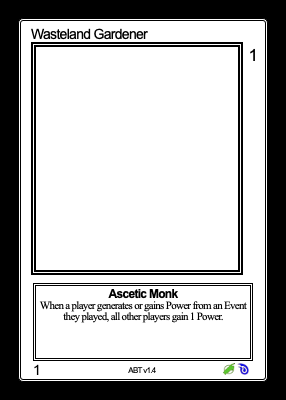 Wasteland Gardener
1
Ascetic Monk
When a player generates or gains Power from an Event
they played, all other players gain 1 Power.
1
ABT v1.4